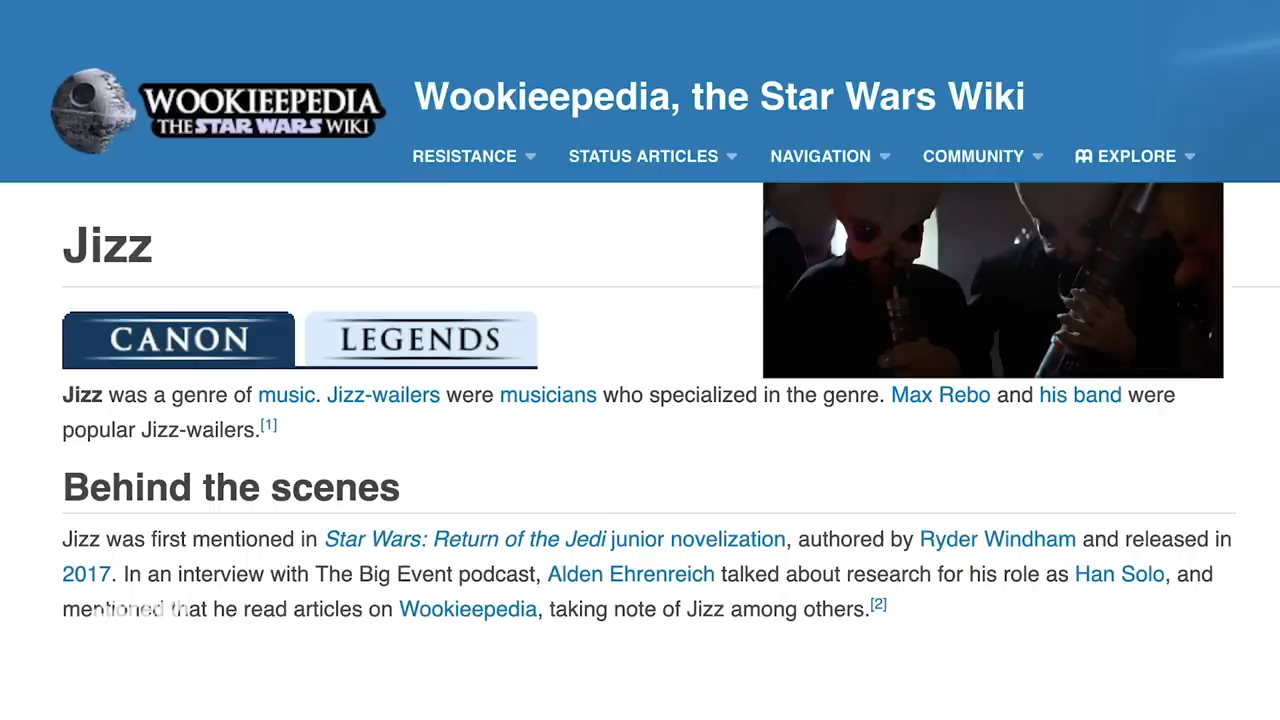 WOOKIEEPEDIA
THE STAR WARS WIKI
Wookieepedia, the Star Wars Wiki
RESISTANCE STATUS ARTICLES NAVIGATION COMMUNITY EXPLORE
Jizz
CANON LEGENDS
Jizz was a genre of music. Jizz-wailers were musicians who specialized in the genre. Max Rebo and his band were
popular Jizz-wailers.[1]
Behind the scenes
Jizz was first mentioned in Star Wars: Return of the Jedi junior novelization, authored by Ryder Windham and released in
2017. In an interview with The Big Event podcast, Alden Ehrenreich talked about research for his role as Han Solo, and
mentioned that he read articles on Wookieepedia, taking note of Jizz among others.[2]